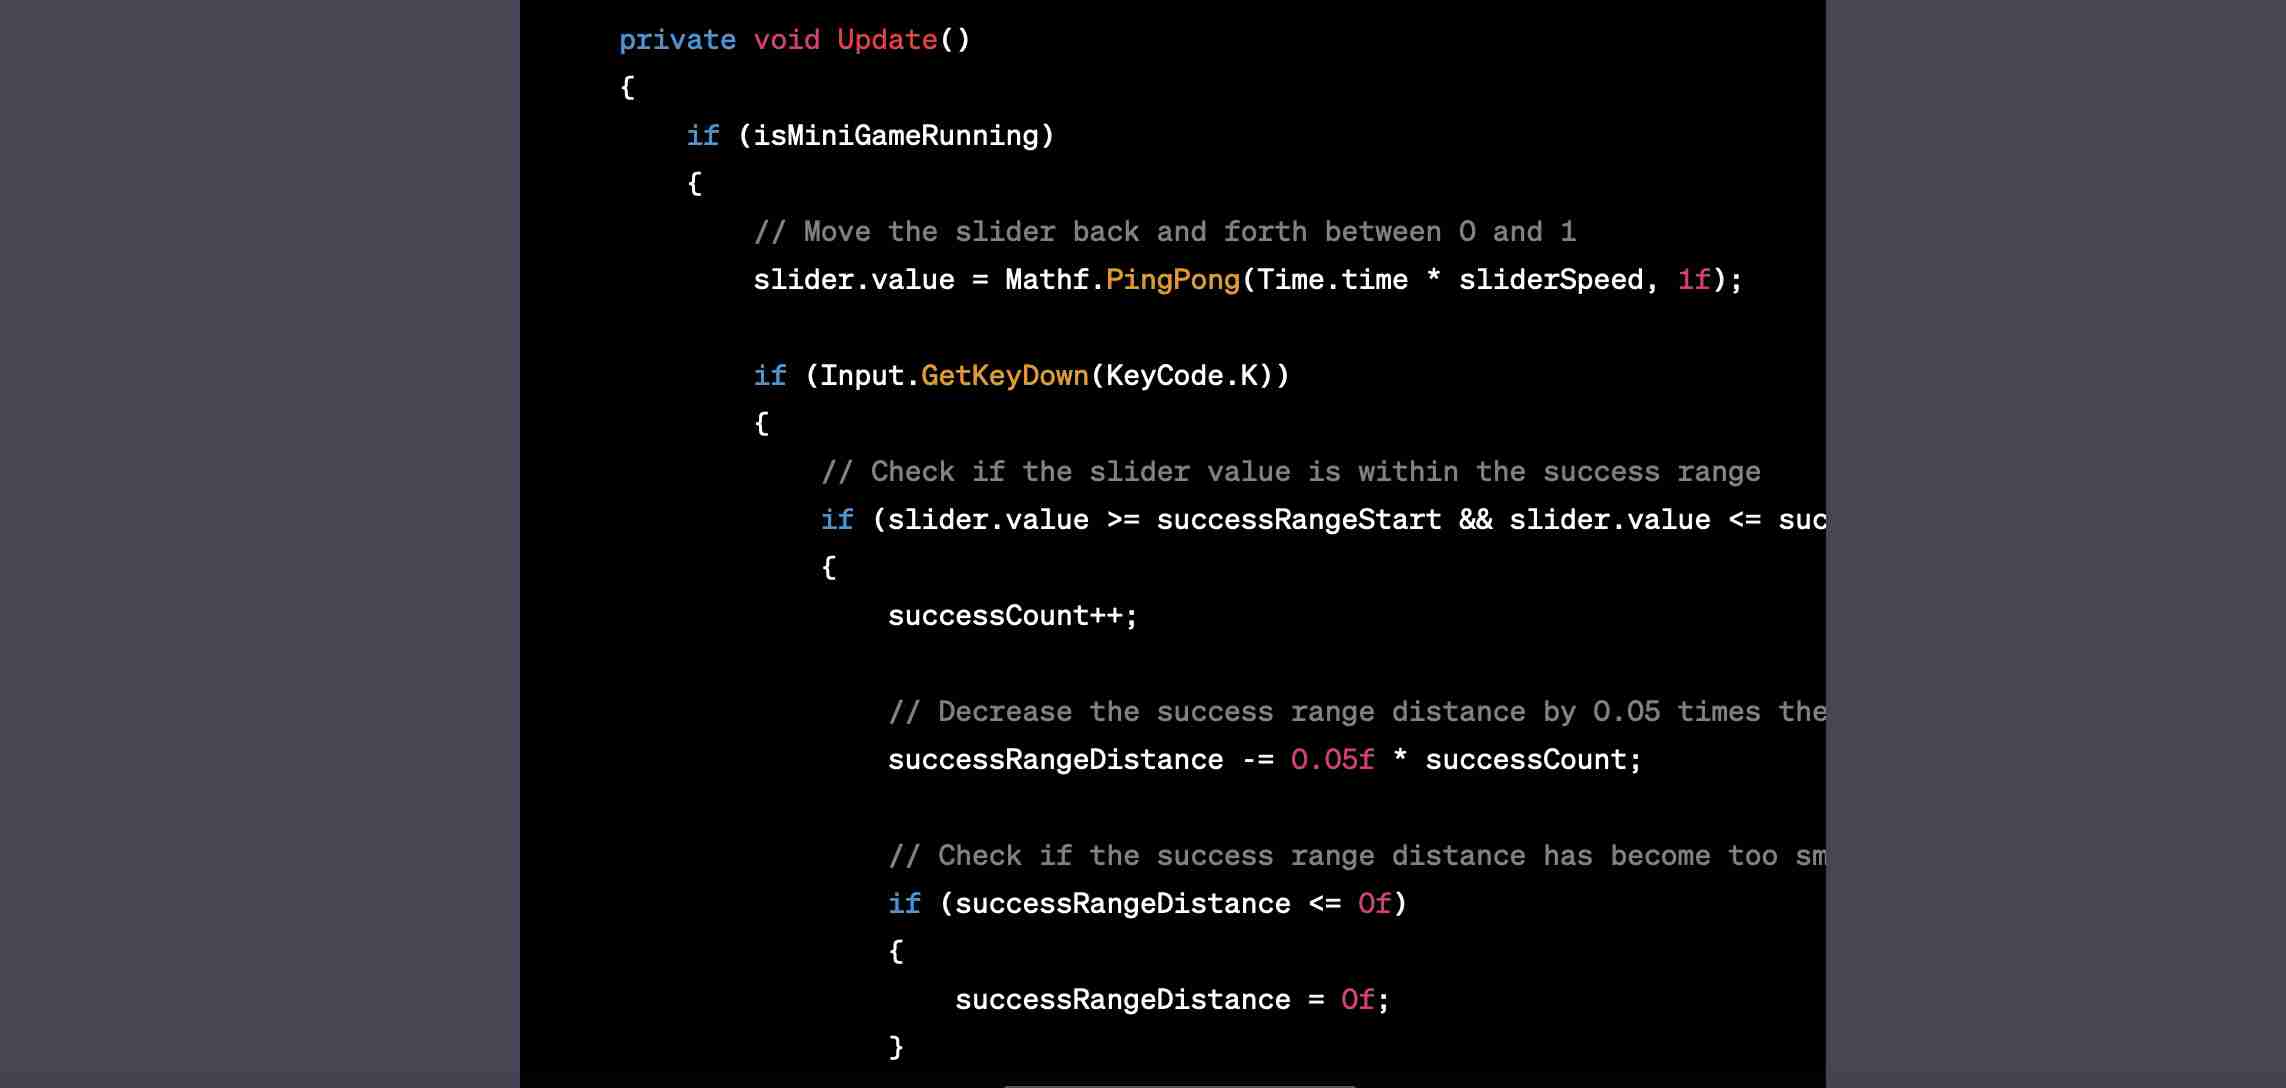 private void Update()
{
if (isMiniGameRunning)
{
// Move the slider back and forth between 0 and 1
slider.value = Mathf.PingPong(Time.time * sliderSpeed, 1f);
if (Input.GetKeyDown(KeyCode.K))
{
// Check if the slider value is within the success range
if (slider.value >= successRangeStart && slider.value <= suc
{
successCount++;
// Decrease the success range distance by 0.05 times the
successRangeDistance -= 0.05f * successCount;
// Check if the success range distance has become too sm
if (successRangeDistance <= 0f)
{
successRangeDistance = 0f;
}